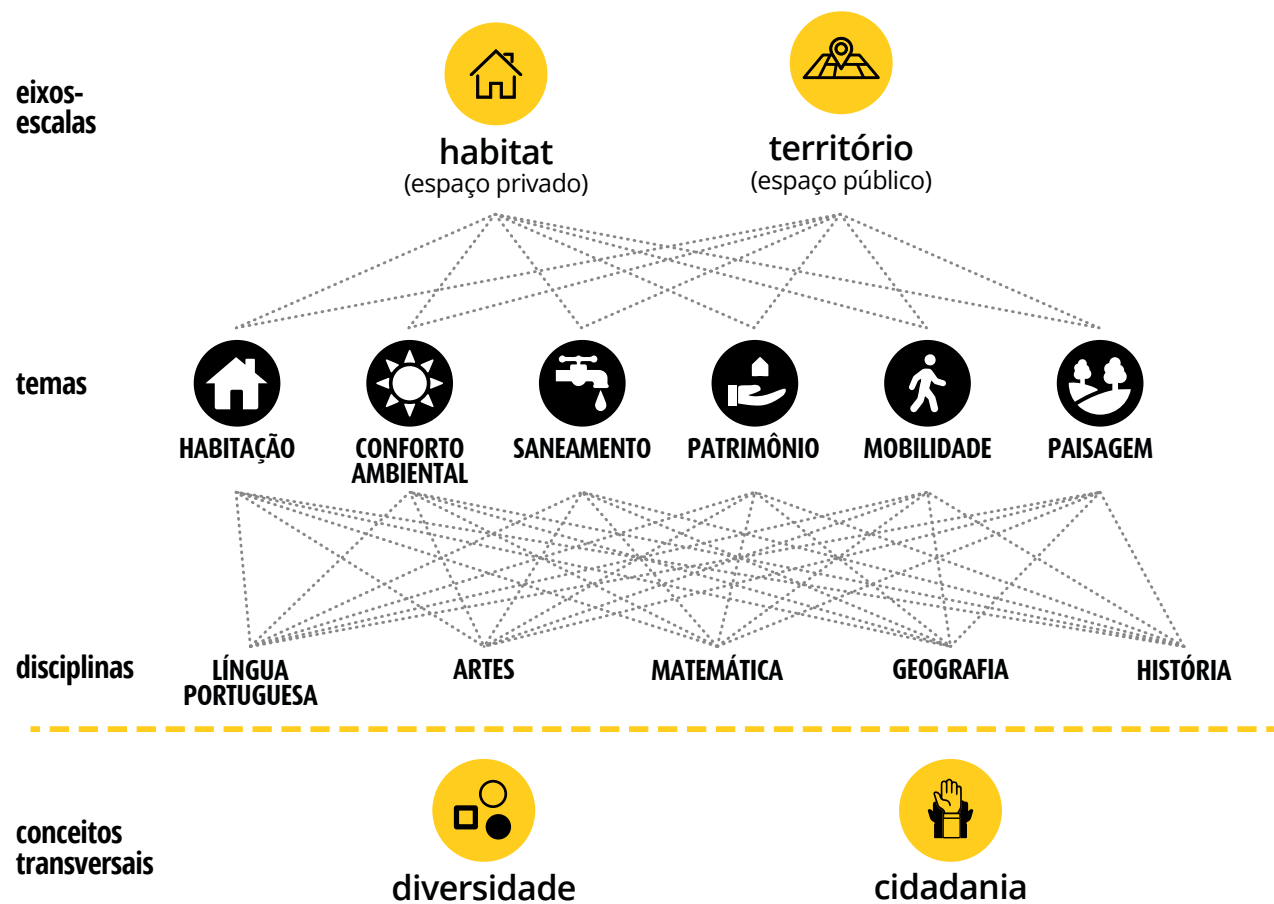 eixos-
escalas
habitat
(espaço privado)
território
(espaço público)
temas
HABITAÇÃO
CONFORTO
AMBIENTAL
SANEAMENTO
PATRIMÔNIO
MOBILIDADE
PAISAGEM
disciplinas
LÍNGUA
PORTUGUESA
ARTES
MATEMÁTICA
GEOGRAFIA
HISTÓRIA
conceitos
transversais
diversidade
cidadania